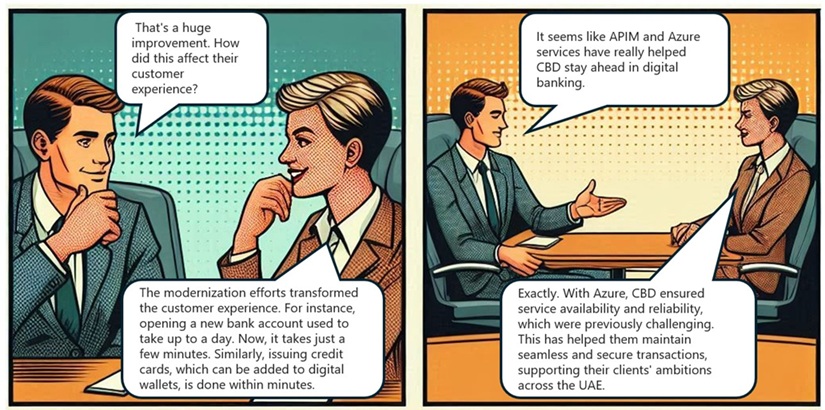 That's a huge
improvement. How
did this affect their
customer
experience?
The modernization efforts transformed
the customer experience. For instance,
opening a new bank account used to
take up to a day. Now, it takes just a
few minutes. Similarly, issuing credit
cards, which can be added to digital
wallets, is done within minutes.
It seems like APIM and Azure
services have really helped
CBD stay ahead in digital
banking.
Exactly. With Azure, CBD ensured
service availability and reliability,
which were previously challenging.
This has helped them maintain
seamless and secure transactions,
supporting their clients' ambitions
across the UAE.